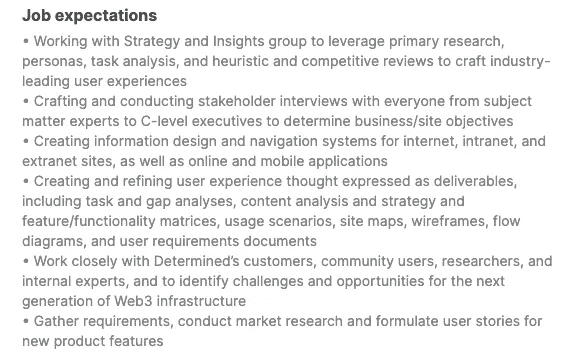 Job expectations
• Working with Strategy and Insights group to leverage primary research,
personas, task analysis, and heuristic and competitive reviews to craft industry-
leading user experiences
• Crafting and conducting stakeholder interviews with everyone from subject
matter experts to C-level executives to determine business/site objectives
• Creating information design and navigation systems for internet, intranet, and
extranet sites, as well as online and mobile applications
• Creating and refining user experience thought expressed as deliverables,
including task and gap analyses, content analysis and strategy and
feature/functionality matrices, usage scenarios, site maps, wireframes, flow
diagrams, and user requirements documents
• Work closely with Determined's customers, community users, researchers, and
internal experts, and to identify challenges and opportunities for the next
generation of Web3 infrastructure
• Gather requirements, conduct market research and formulate user stories for
new product features